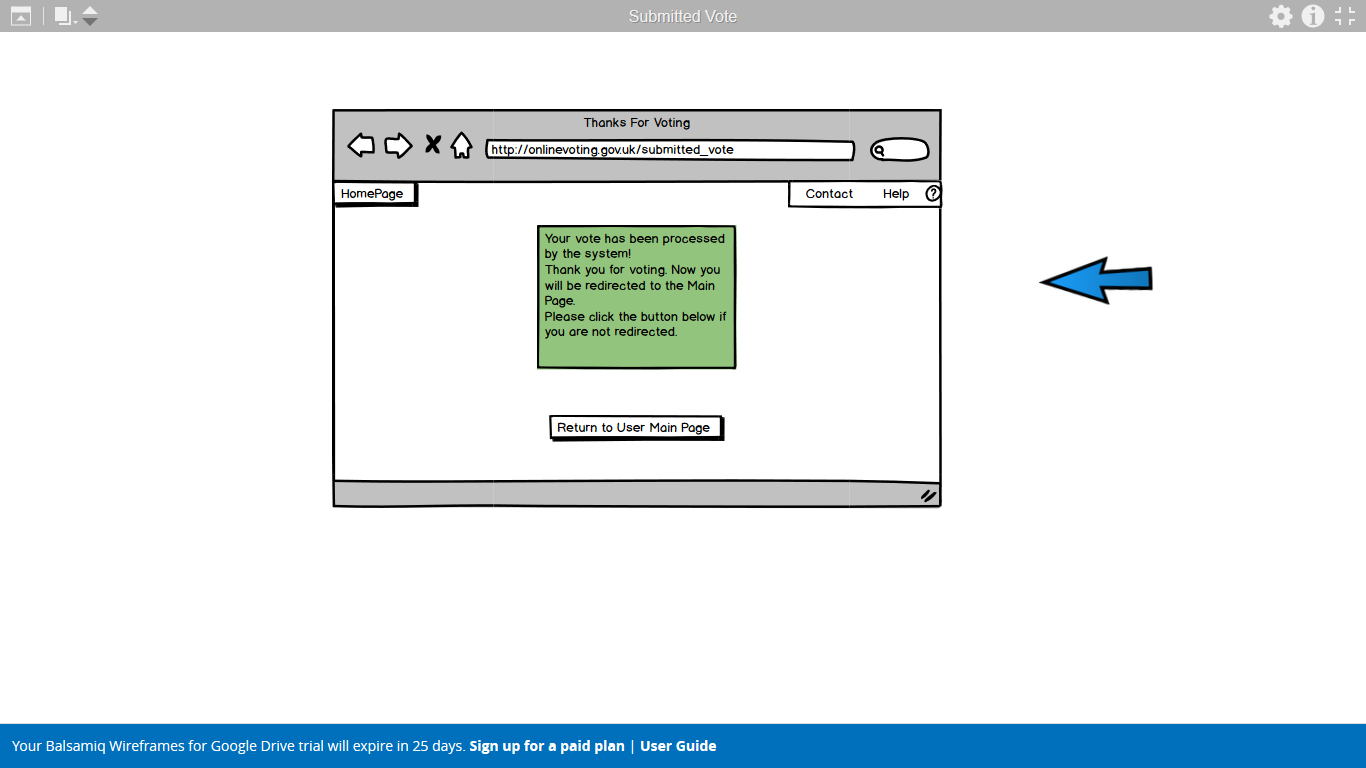 Submitted Vote
Thanks For Voting
http://onlinevoting.gov.uk/submitted_vote
HomePage
Contact Help ?
Your vote has been processed
by the system!
Thank you for voting. Now you
will be redirected to the Main
Page.
Please click the button below if
you are not redirected.
Return to User Main Page
Your Balsamiq Wireframes for Google Drive trial will expire in 25 days. Sign up for a paid plan | User Guide